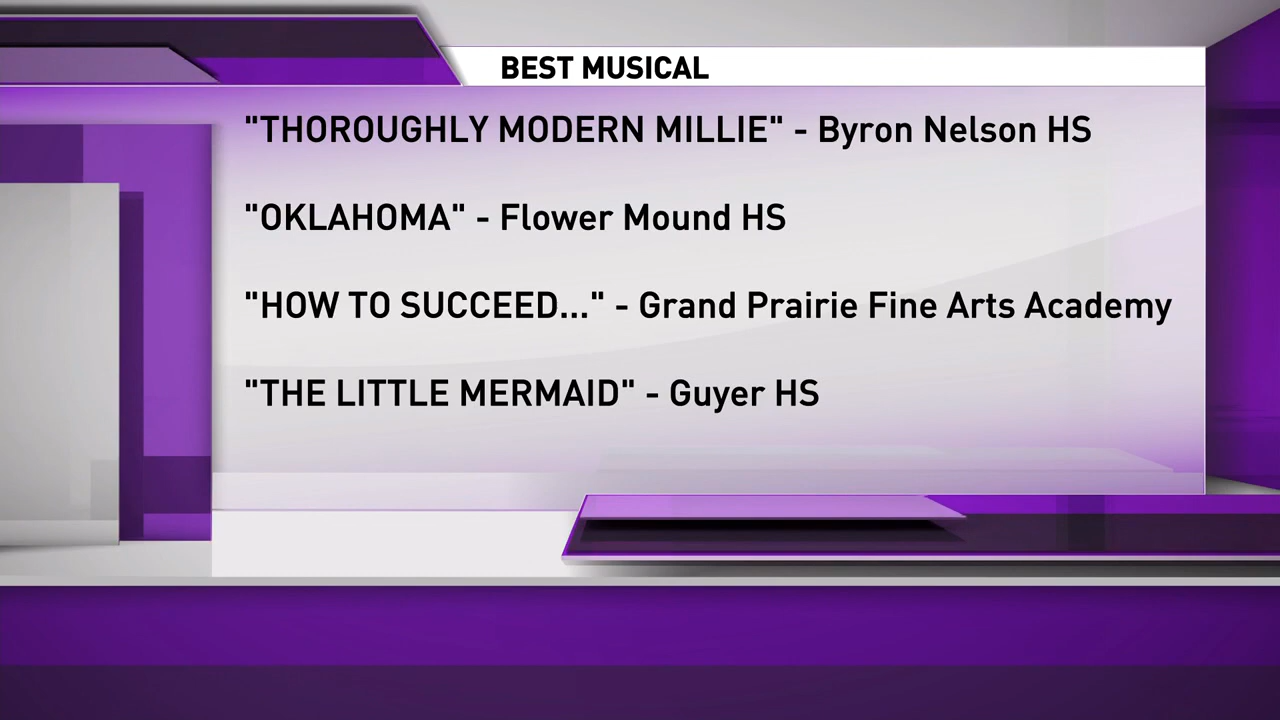 BEST MUSICAL
"THOROUGHLY MODERN MILLIE" - Byron Nelson HS
"OKLAHOMA" - Flower Mound HS
"HOW TO SUCCEED..." - Grand Prairie Fine Arts Academy
"THE LITTLE MERMAID" - Guyer HS